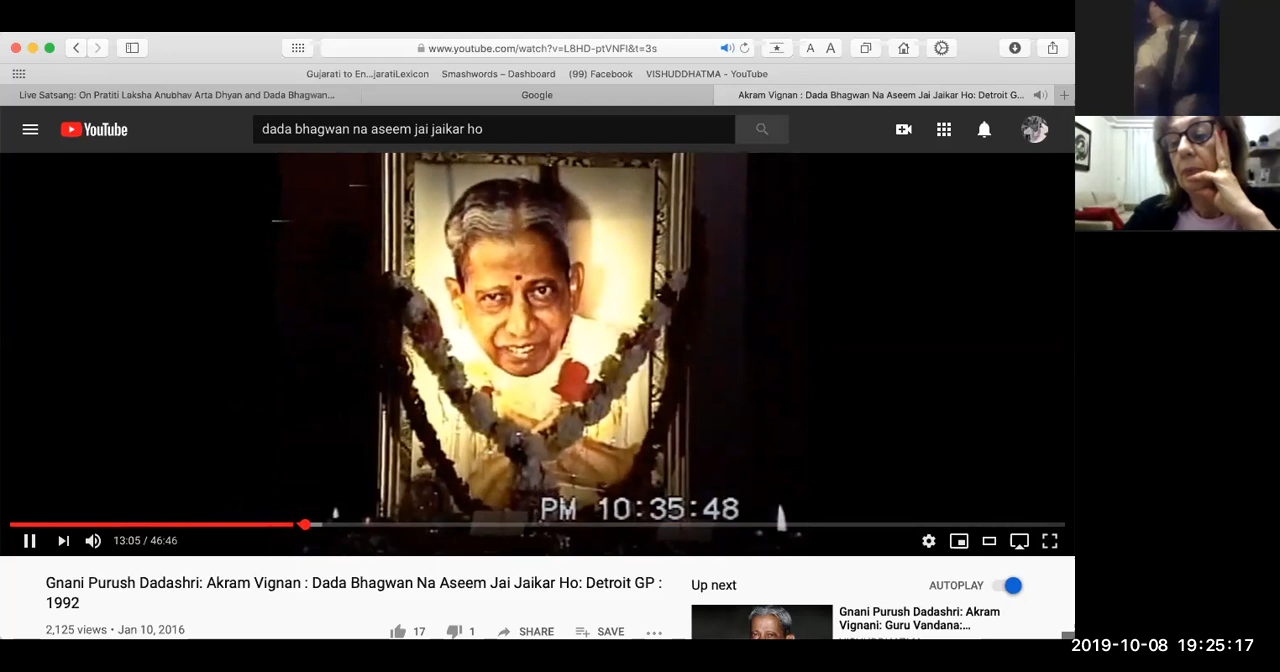 www.youtube.com/watch?v=L8HD-ptVNFI&t=3s
A A
Gujarati to En...jaratiLexicon Smashwords – Dashboard (99) Facebook VISHUDDHATMA - YouTube
Live Satsang: On Pratiti Laksha Anubhav Arta Dhyan and Dada Bhagwan... Google Akram Vignan : Dada Bhagwan Na Aseem Jai Jaikar Ho: Detroit G...
YouTube dada bhagwan na aseem jai jaikar ho
PM 10:35:48
13:05 / 46:46
Gnani Purush Dadashri: Akram Vignan : Dada Bhagwan Na Aseem Jai Jaikar Ho: Detroit GP :
1992
2,125 views • Jan 10, 2016
17 1 SHARE SAVE
Up next AUTOPLAY
Gnani Purush Dadashri: Akram
Vignani: Guru Vandana;...
VISHUDDHATMA
2019-10-08 19:25:17